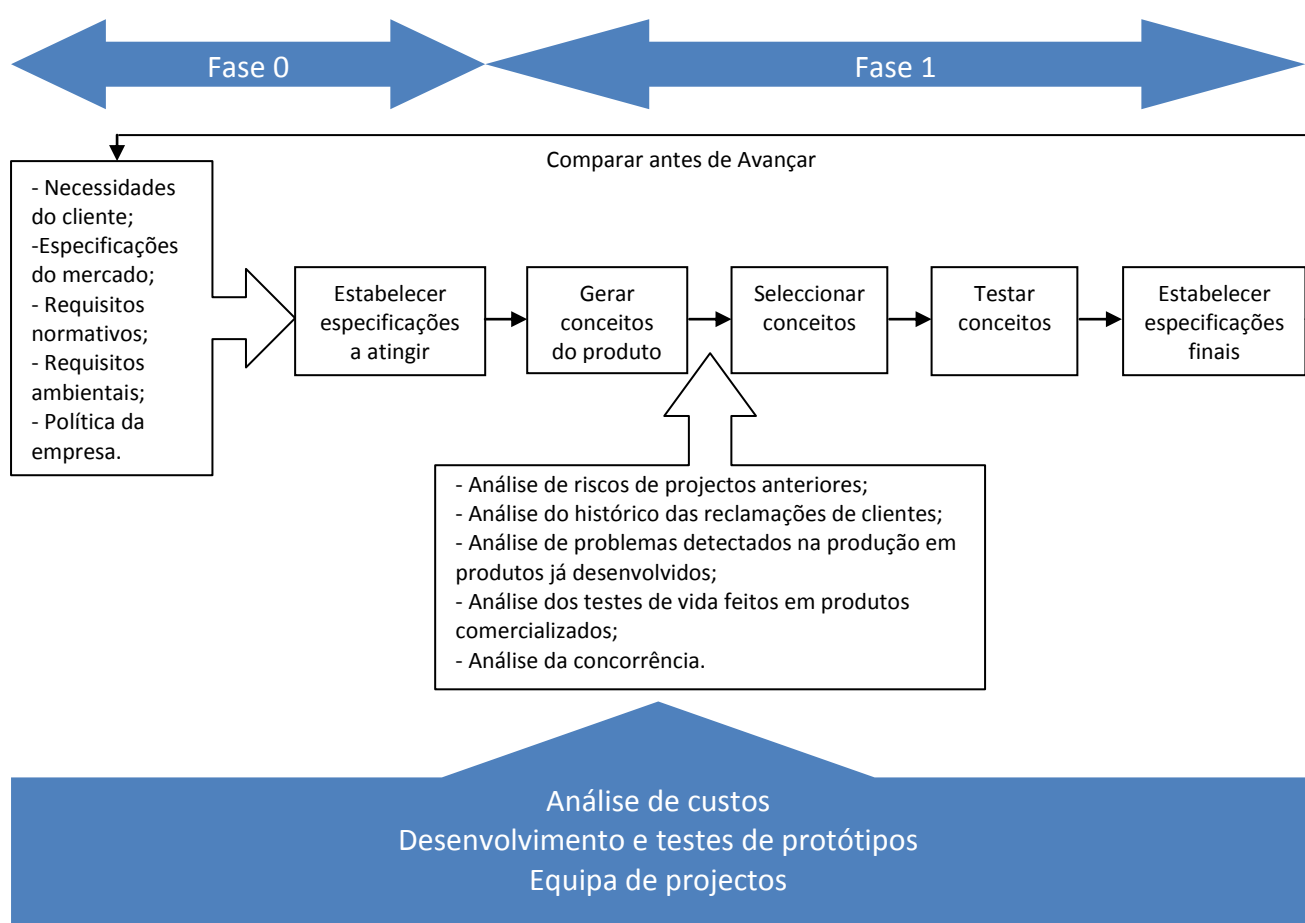 Fase 0
Fase 1
Comparar antes de Avançar
- Necessidades
do cliente;
-Especificações
do mercado;
- Requisitos
normativos;
- Requisitos
ambientais;
- Política da
empresa.
Estabelecer
especificações
a atingir
Gerar
conceitos
do produto
Seleccionar
conceitos
Testar
conceitos
Estabelecer
especificações
finais
- Análise de riscos de projectos anteriores;
- Análise do histórico das reclamações de clientes;
- Análise de problemas detectados na produção em
produtos já desenvolvidos;
- Análise dos testes de vida feitos em produtos
comercializados;
- Análise da concorrência.
Análise de custos
Desenvolvimento e testes de protótipos
Equipa de projectos